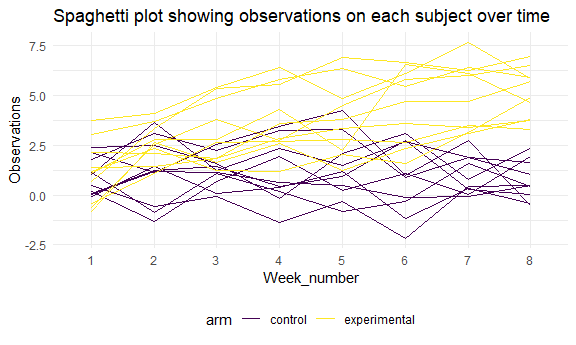 Spaghetti plot showing observations on each subject over time
7.5
5.0
2.5
0.0
-2.5
Observations
1 2 3 4 5 6 7 8
Week_number
arm control experimental